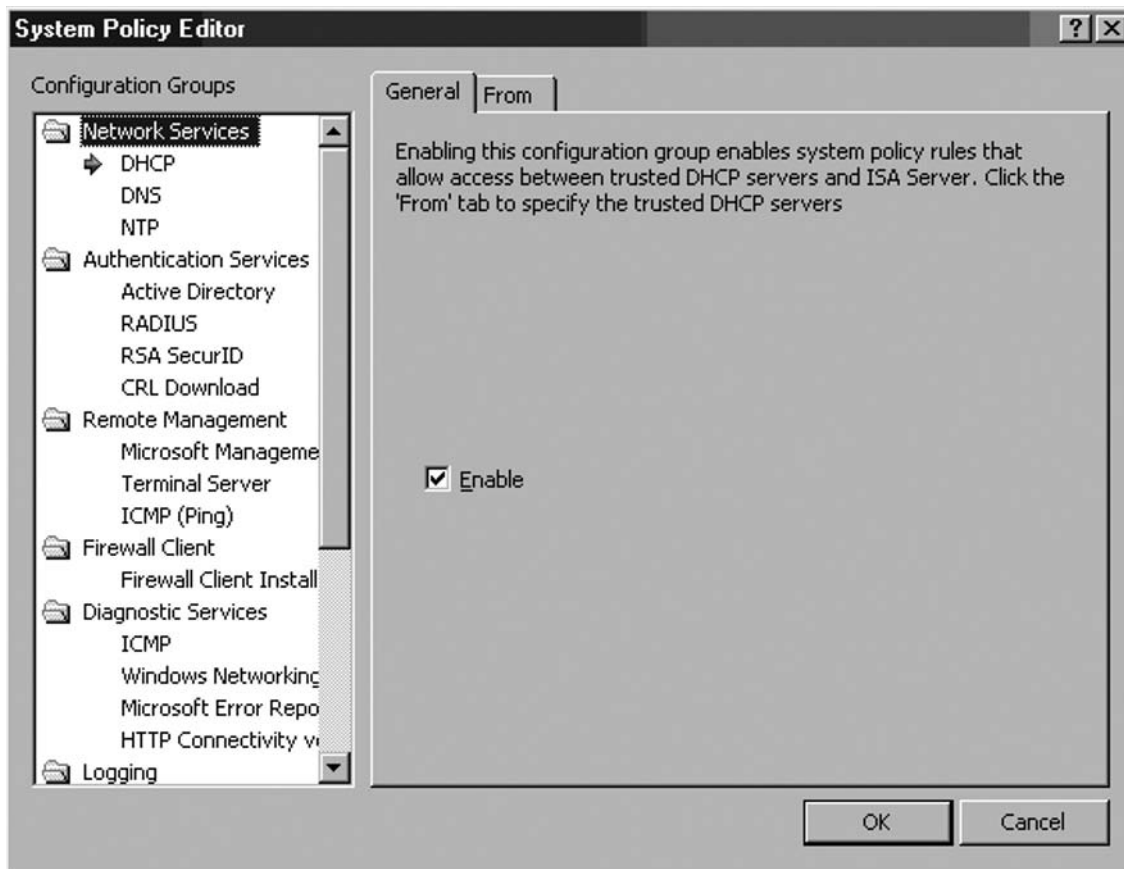 System Policy Editor
Configuration Groups
Network Services
DHCP
DNS
NTP
Authentication Services
Active Directory
RADIUS
RSA SecurID
CRL Download
Remote Management
Microsoft Manageme
Terminal Server
ICMP (Ping)
Firewall Client
Firewall Client Install
Diagnostic Services
ICMP
Windows Networking
Microsoft Error Repo
HTTP Connectivity ve
Logging
General
From
Enabling this configuration group enables system policy rules that
allow access between trusted DHCP servers and ISA Server. Click the
'From' tab to specify the trusted DHCP servers
Enable
OK
Cancel